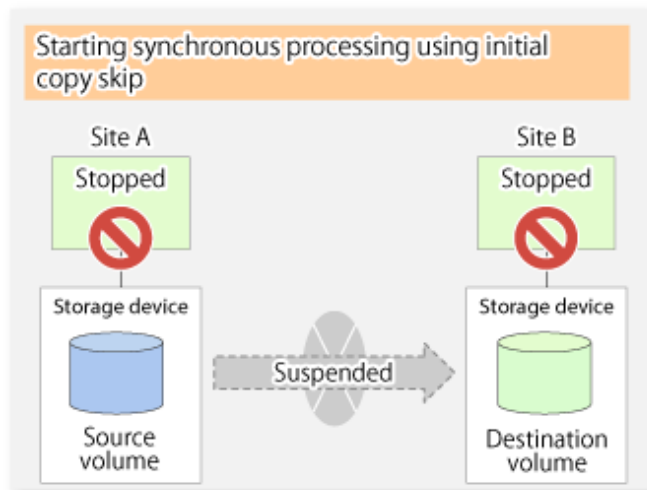 Starting synchronous processing using initial
copy skip
Site A
Stopped
Storage device
Source
volume
Suspended
Site B
Stopped
Storage device
Destination
volume